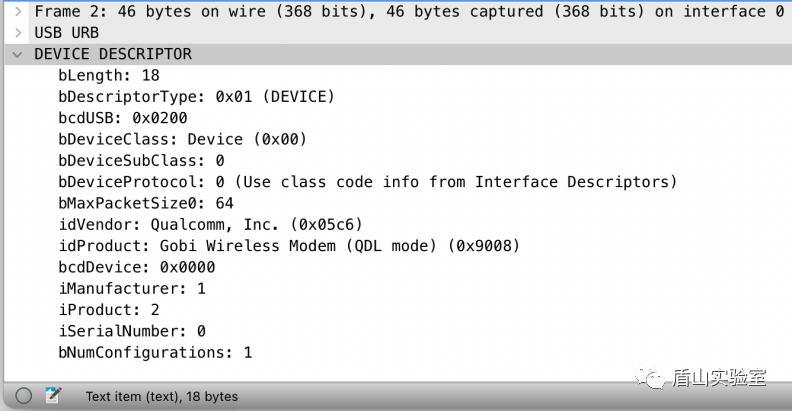 Frame 2: 46 bytes on wire (368 bits), 46 bytes captured (368 bits) on interface 0
USB URB
DEVICE DESCRIPTOR
bLength: 18
bDescriptorType: 0x01 (DEVICE)
bcdUSB: 0x0200
bDeviceClass: Device (0x00)
bDeviceSubClass: 0
bDeviceProtocol: 0 (Use class code info from Interface Descriptors)
bMaxPacketSize0: 64
idVendor: Qualcomm, Inc. (0x05c6)
idProduct: Gobi Wireless Modem (QDL mode) (0x9008)
bcdDevice: 0x0000
iManufacturer: 1
iProduct: 2
iSerialNumber: 0
bNumConfigurations: 1
盾山实验室
Text item (text), 18 bytes